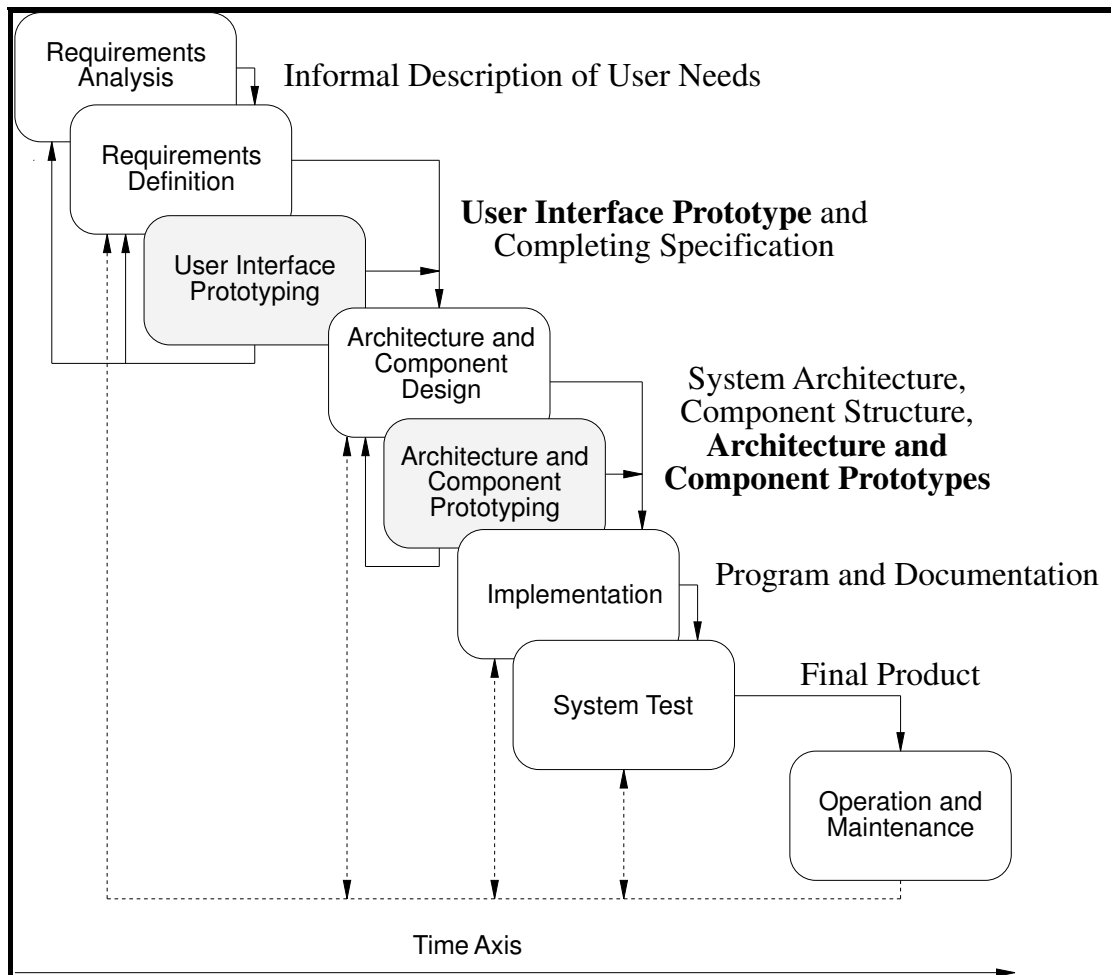 Requirements
Analysis
Informal Description of User Needs
Requirements
Definition
User Interface Prototype and
Completing Specification
User Interface
Prototyping
Architecture and
Component
Design
System Architecture,
Component Structure,
Architecture and
Component Prototypes
Architecture and
Component
Prototyping
Implementation
Program and Documentation
System Test
Final Product
Operation and
Maintenance
Time Axis